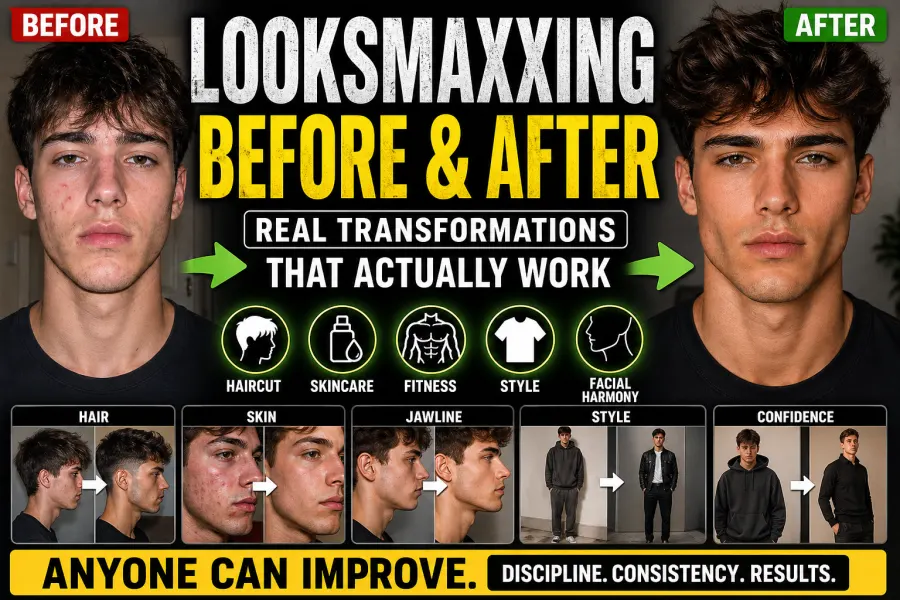 BEFORE
AFTER
LOOKSMAXXING
BEFORE & AFTER
REAL TRANSFORMATIONS
THAT ACTUALLY WORK
HAIRCUT
SKINCARE
FITNESS
STYLE
FACIAL
HARMONY
HAIR
SKIN
JAWLINE
STYLE
CONFIDENCE
ANYONE CAN IMPROVE.
DISCIPLINE. CONSISTENCY. RESULTS.